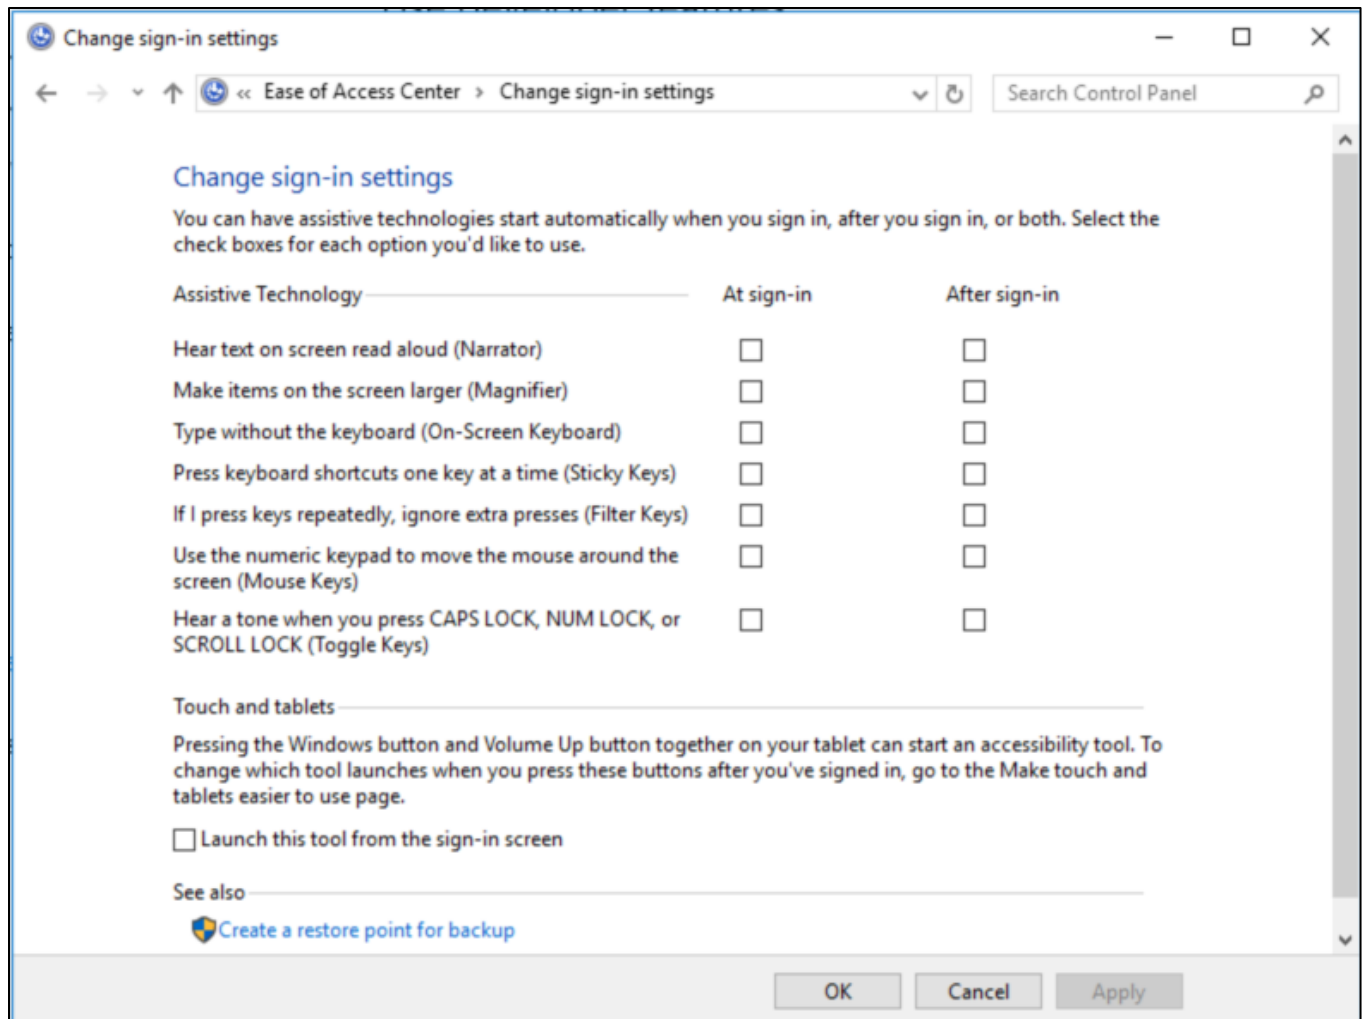 Change sign-in settings
« Ease of Access Center › Change sign-in settings
Search Control Panel
Change sign-in settings
You can have assistive technologies start automatically when you sign in, after you sign in, or both. Select the
check boxes for each option you'd like to use.
Assistive Technology At sign-in After sign-in
Hear text on screen read aloud (Narrator)
Make items on the screen larger (Magnifier)
Type without the keyboard (On-Screen Keyboard)
Press keyboard shortcuts one key at a time (Sticky Keys)
If I press keys repeatedly, ignore extra presses (Filter Keys)
Use the numeric keypad to move the mouse around the
screen (Mouse Keys)
Hear a tone when you press CAPS LOCK, NUM LOCK, or
SCROLL LOCK (Toggle Keys)
Touch and tablets
Pressing the Windows button and Volume Up button together on your tablet can start an accessibility tool. To
change which tool launches when you press these buttons after you've signed in, go to the Make touch and
tablets easier to use page.
Launch this tool from the sign-in screen
See also
Create a restore point for backup
OK Cancel Apply